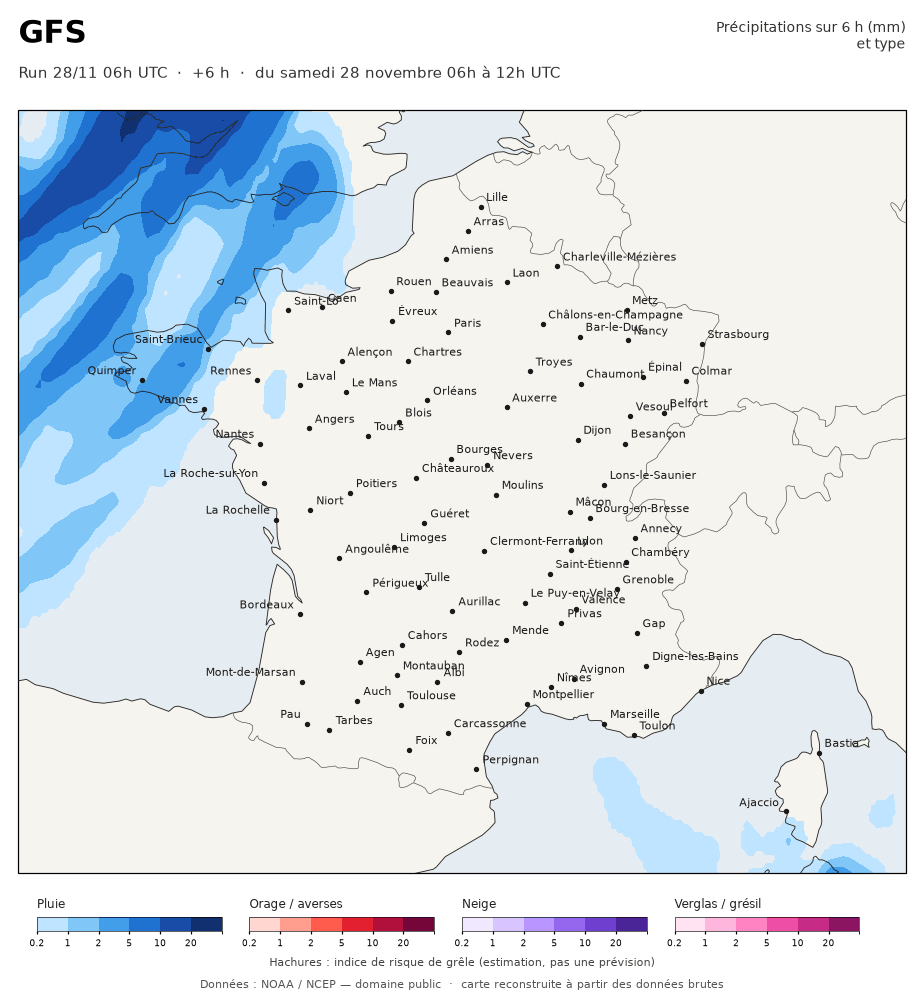 GFS
Précipitations sur 6 h (mm)
et type
Run 28/11 06h UTC · +6 h · du samedi 28 novembre 06h à 12h UTC
Lille
Arras
Amiens
Charleville-Mézières
Laon
Rouen
Beauvais
Saint-Lô
Caen
Metz
Évreux
Châlons-en-Champagne
Paris
Bar-le-Duc
Nancy
Strasbourg
Saint-Brieuc
Alençon
Chartres
Troyes
Épinal
Quimper
Rennes
Laval
Le Mans
Chaumont
Colmar
Orléans
Vannes
Auxerre
Vesoul
Belfort
Blois
Angers
Tours
Nantes
Dijon
Besançon
Bourges
Nevers
La Roche-sur-Yon
Châteauroux
Lons-le-Saunier
Poitiers
Moulins
Niort
Mâcon
La Rochelle
Bourg-en-Bresse
Guéret
Annecy
Limoges
Clermont-Ferrand
Lyon
Angoulême
Chambéry
Saint-Étienne
Tulle
Grenoble
Périgueux
Le Puy-en-Velay
Valence
Bordeaux
Aurillac
Privas
Gap
Mende
Cahors
Rodez
Agen
Digne-les-Bains
Montauban
Avignon
Mont-de-Marsan
Albi
Nîmes
Nice
Auch
Toulouse
Montpellier
Pau
Tarbes
Carcassonne
Marseille
Toulon
Foix
Bastia
Perpignan
Ajaccio
Pluie
Orage / averses
Neige
Verglas / grésil
0.2 1 2 5 10 20
0.2 1 2 5 10 20
0.2 1 2 5 10 20
0.2 1 2 5 10 20
Hachures : indice de risque de grêle (estimation, pas une prévision)
Données : NOAA / NCEP — domaine public · carte reconstruite à partir des données brutes